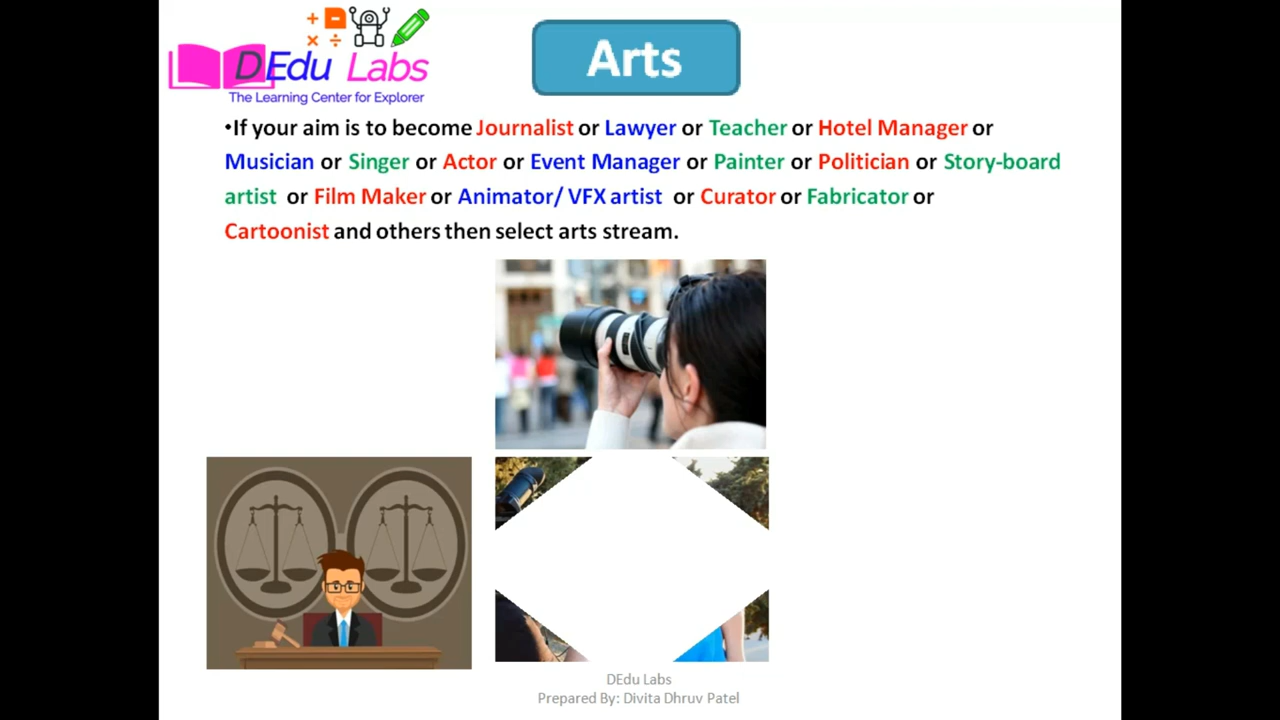 DEdu Labs
The Learning Center for Explorer
Arts
•If your aim is to become Journalist or Lawyer or Teacher or Hotel Manager or
Musician or Singer or Actor or Event Manager or Painter or Politician or Story-board
artist or Film Maker or Animator/ VFX artist or Curator or Fabricator or
Cartoonist and others then select arts stream.
DEdu Labs
Prepared By: Divita Dhruv Patel